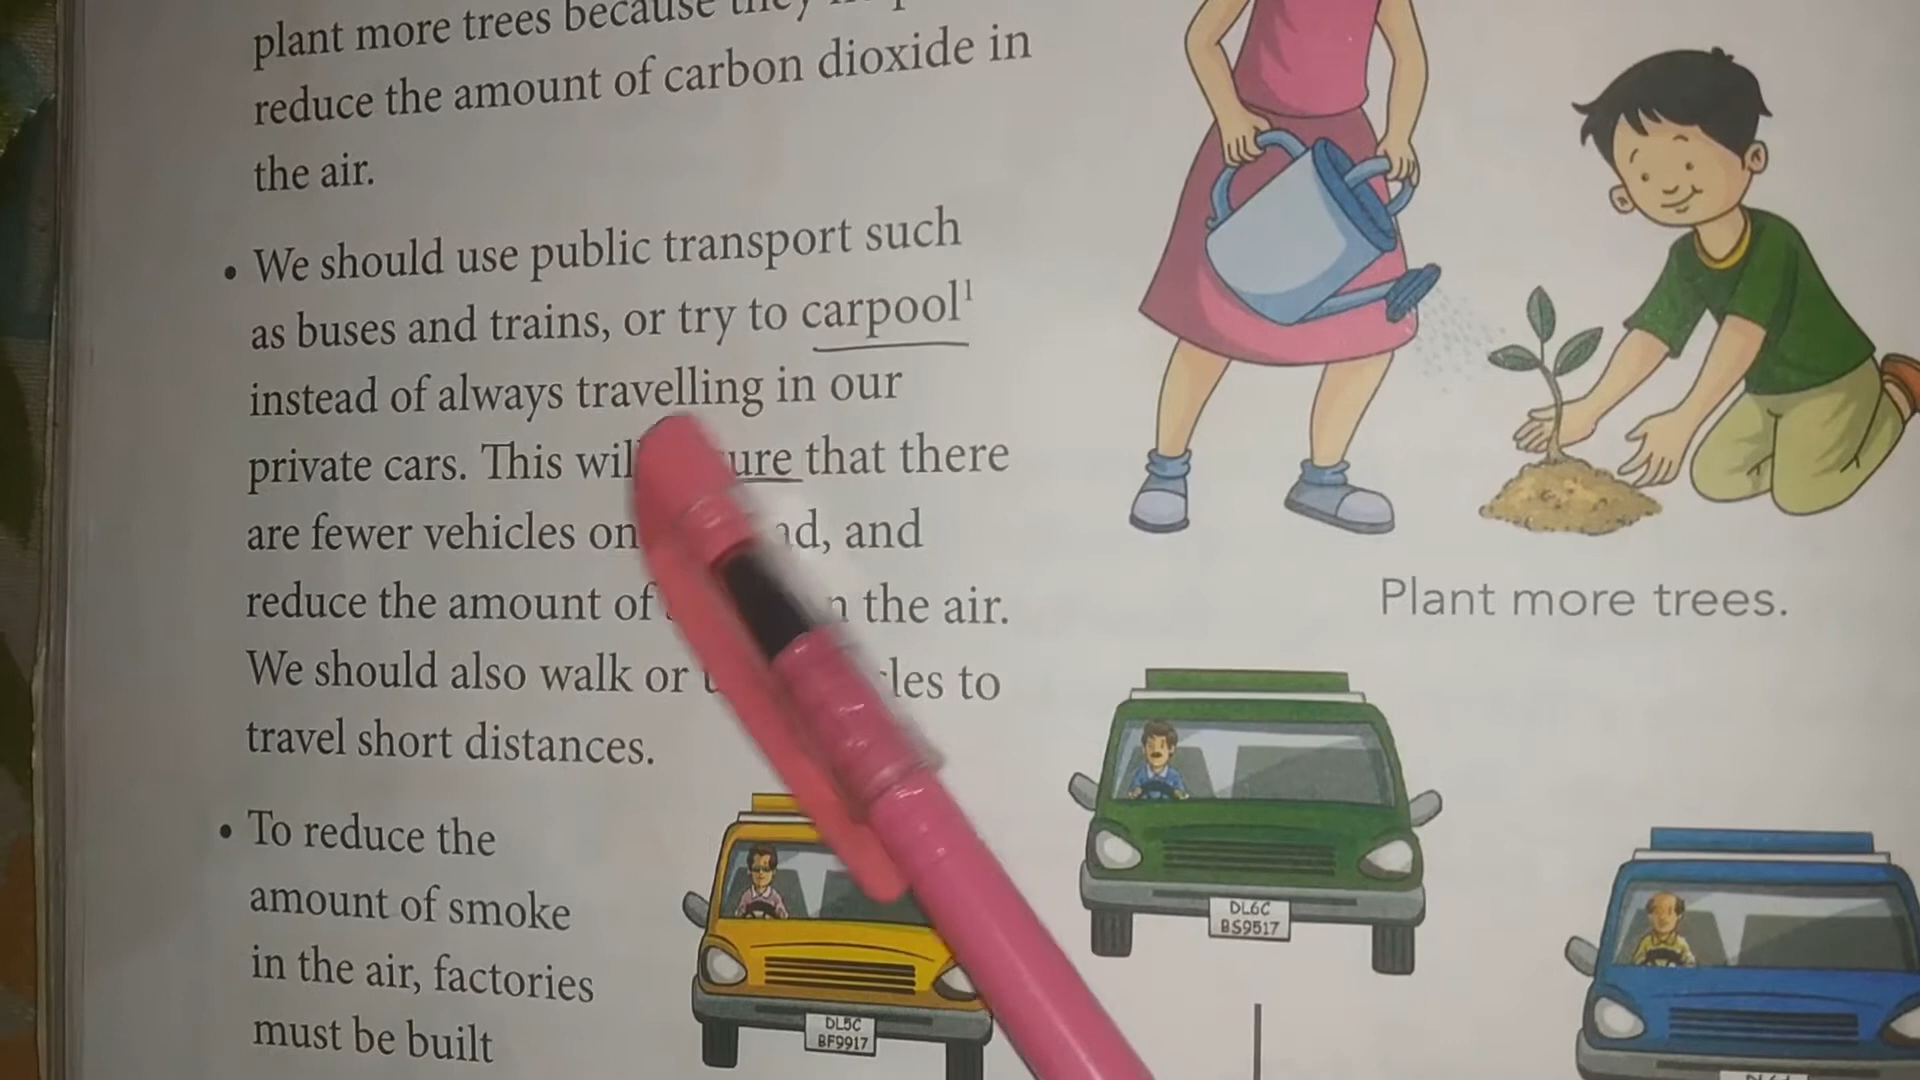 plant more trees because they
reduce the amount of carbon dioxide in
the air.
• We should use public transport such
as buses and trains, or try to carpool¹
instead of always travelling in our
private cars. This will that there
are fewer vehicles on and
reduce the amount of the air.
We should also walk or to
travel short distances.
• To reduce the
amount of smoke
in the air, factories
must be built
Plant more trees.
DL6C
BS9517
DL5C
BF9917